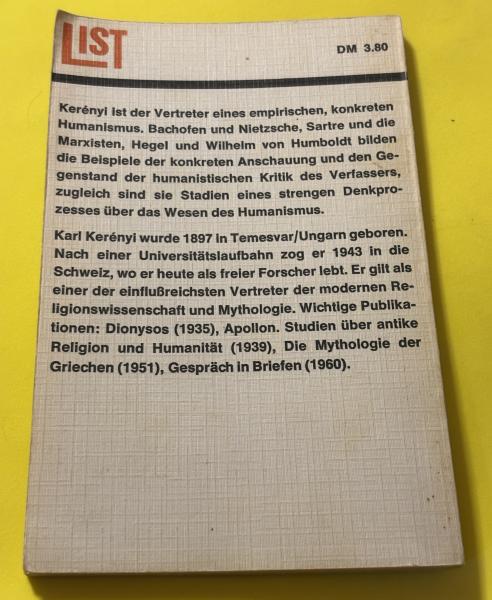 LIST
DM 3.80
Kerényi ist der Vertreter eines empirischen, konkreten
Humanismus. Bachofen und Nietzsche, Sartre und die
Marxisten, Hegel und Wilhelm von Humboldt bilden
die Beispiele der konkreten Anschauung und den Ge-
genstand der humanistischen Kritik des Verfassers,
zugleich sind sie Stadien eines strengen Denkpro-
zesses über das Wesen des Humanismus.
Karl Kerényi wurde 1897 in Temesvar/Ungarn geboren.
Nach einer Universitätslaufbahn zog er 1943 in die
Schweiz, wo er heute als freier Forscher lebt. Er gilt als
einer der einflußreichsten Vertreter der modernen Re-
ligionswissenschaft und Mythologie. Wichtige Publika-
tionen: Dionysos (1935), Apollon. Studien über antike
Religion und Humanität (1939), Die Mythologie der
Griechen (1951), Gespräch in Briefen (1960).